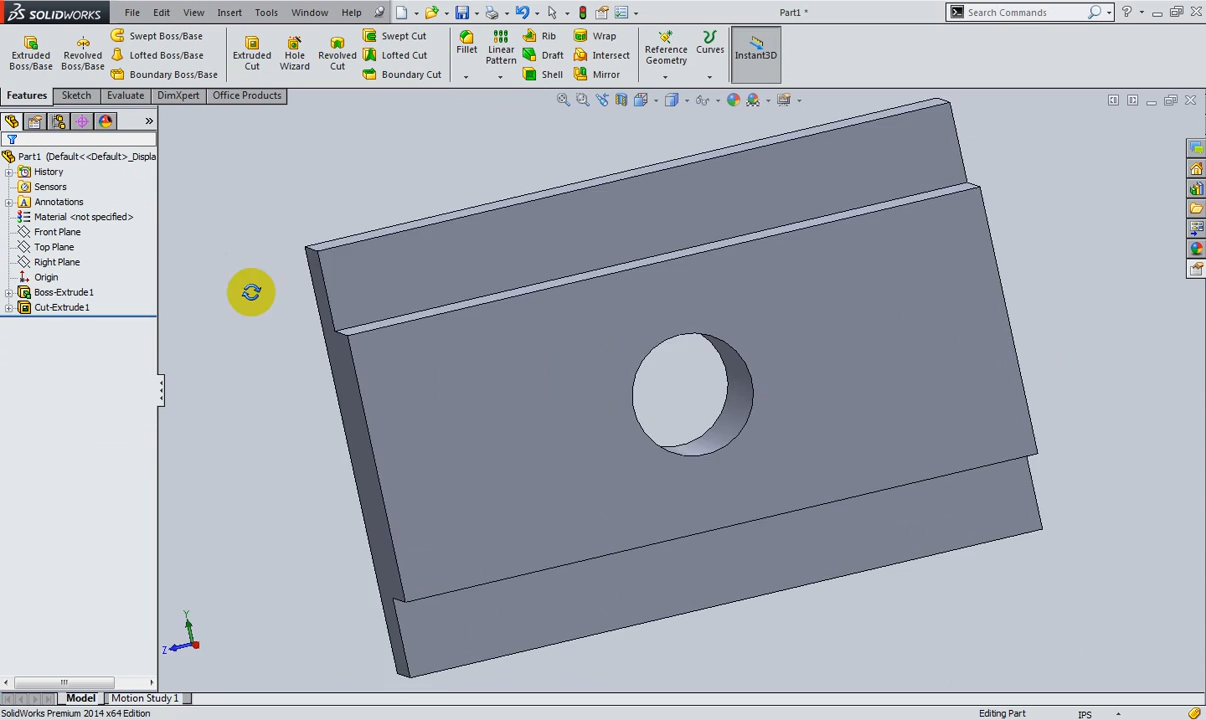 SOLIDWORKS File Edit View Insert Tools Window Help Part1 * Search Commands
Extruded Boss/Base
Revolved Boss/Base
Swept Boss/Base
Lofted Boss/Base
Boundary Boss/Base
Extruded Cut
Hole Wizard
Revolved Cut
Swept Cut
Lofted Cut
Boundary Cut
Fillet
Linear Pattern
Rib
Draft
Shell
Wrap
Intersect
Mirror
Reference Geometry
Curves
Instant3D
Features Sketch Evaluate DimXpert Office Products
Part1 (Default<<Default>_Displa
History
Sensors
Annotations
Material <not specified>
Front Plane
Top Plane
Right Plane
Origin
Boss-Extrude1
Cut-Extrude1
Y
Z
Model Motion Study 1
SolidWorks Premium 2014 x64 Edition Editing Part IPS